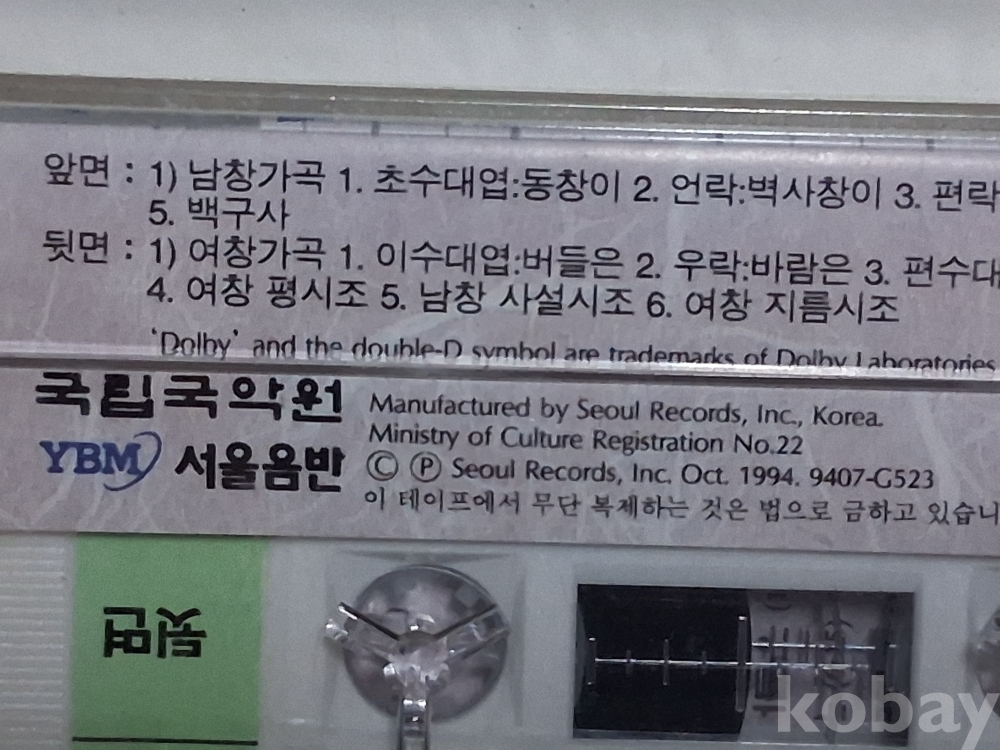 앞면 : 1) 남창가곡 1. 초수대엽:동창이 2. 언락:벽사창이 3. 편락
5. 백구사
뒷면 : 1) 여창가곡 1. 이수대엽:버들은 2. 우락:바람은 3. 편수대
4. 여창 평시조 5. 남창 사설시조 6. 여창 지름시조
'Dolby' and the double-D symbol are trademarks of Dolby Laboratories
국립국악원
YBM 서울음반
Manufactured by Seoul Records, Inc., Korea.
Ministry of Culture Registration No.22
Ⓒ Ⓟ Seoul Records, Inc. Oct. 1994. 9407-G523
이 테이프에서 무단 복제하는 것은 법으로 금하고 있습니
뒷면
kobay